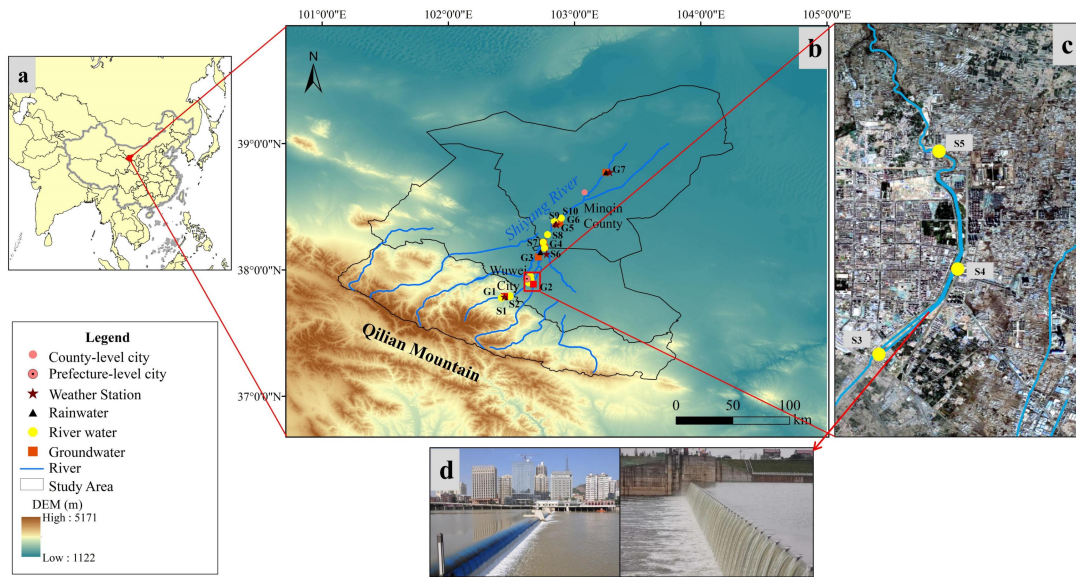 101°0'0"E
102°0'0"E
103°0'0"E
104°0'0"E
105°0'0"E
a
b
c
N
39°0'0"N
38°0'0"N
37°0'0"N
G7
Shiyang River
Minqin
County
S9
S10
G6
G5
S8
S7
G4
S6
G3
Wuwei
City
G2
G1
S2
S1
Qilian Mountain
0 50 100
km
S5
S4
S3
Legend
County-level city
Prefecture-level city
Weather Station
Rainwater
River water
Groundwater
River
Study Area
DEM (m)
High : 5171
Low : 1122
d